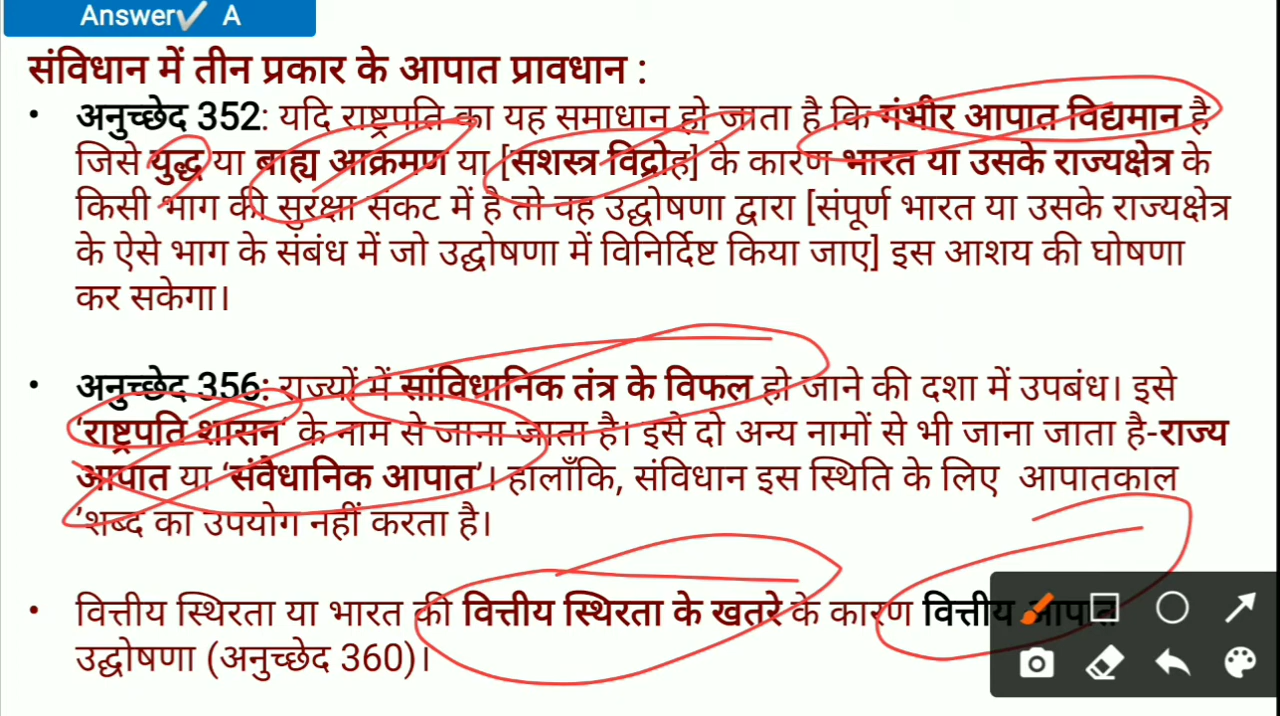 Answer✓ A
संविधान में तीन प्रकार के आपात प्रावधान :
• अनुच्छेद 352: यदि राष्ट्रपति का यह समाधान हो जाता है कि गंभीर आपात विद्यमान है
जिसे युद्ध या बाह्य आक्रमण या [सशस्त्र विद्रोह] के कारण भारत या उसके राज्यक्षेत्र के
किसी भाग की सुरक्षा संकट में है तो वह उद्घोषणा द्वारा [संपूर्ण भारत या उसके राज्यक्षेत्र
के ऐसे भाग के संबंध में जो उद्घोषणा में विनिर्दिष्ट किया जाए] इस आशय की घोषणा
कर सकेगा।
• अनुच्छेद 356: राज्यों में सांविधानिक तंत्र के विफल हो जाने की दशा में उपबंध। इसे
‘राष्ट्रपति शासन’ के नाम से जाना जाता है। इसे दो अन्य नामों से भी जाना जाता है-राज्य
आपात या ‘संवैधानिक आपात’। हालाँकि, संविधान इस स्थिति के लिए आपातकाल
’शब्द का उपयोग नहीं करता है।
• वित्तीय स्थिरता या भारत की वित्तीय स्थिरता के खतरे के कारण वित्तीय आपात
उद्घोषणा (अनुच्छेद 360)।